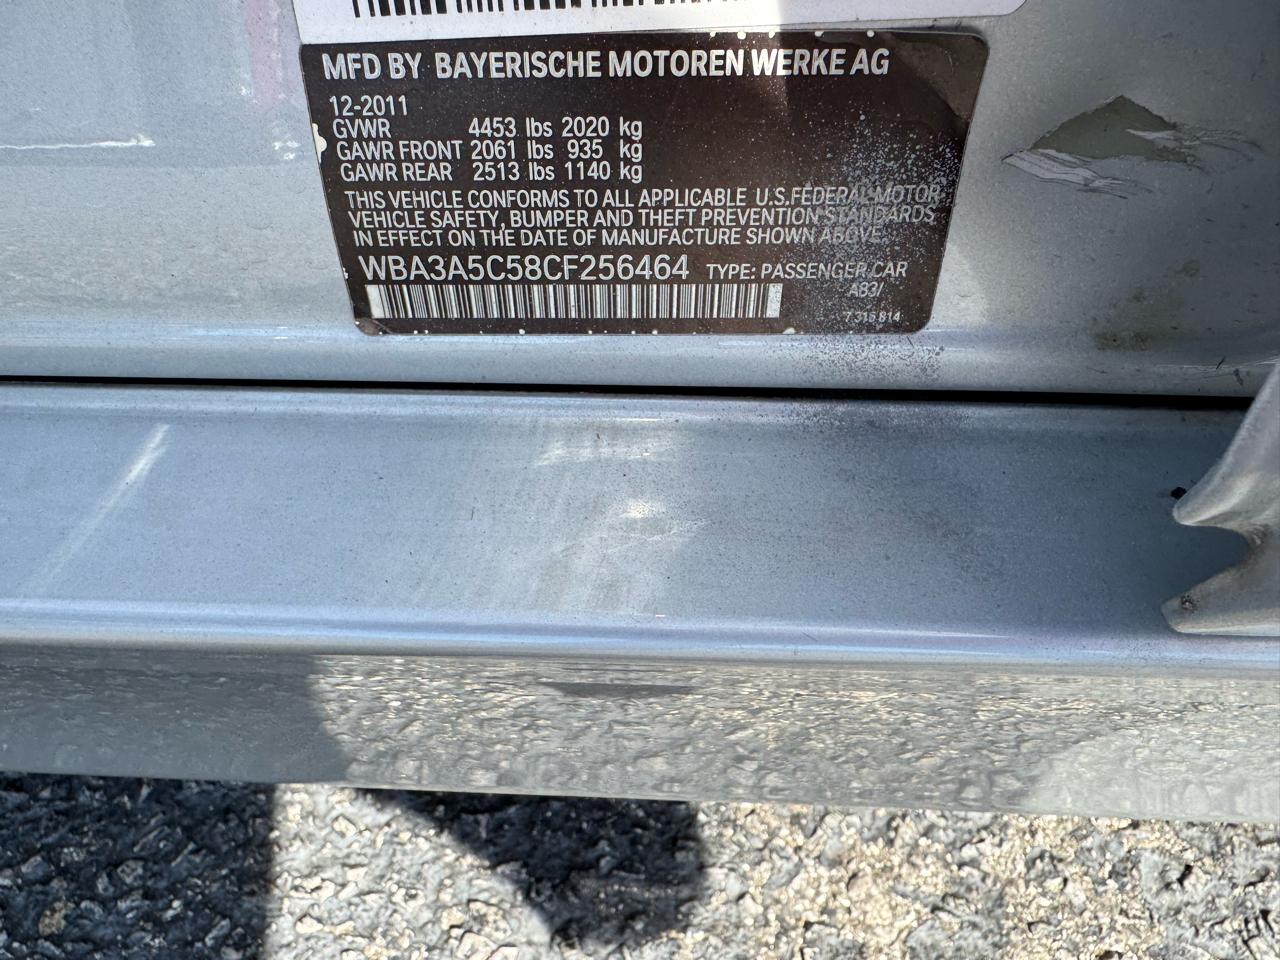 MFD BY BAYERISCHE MOTOREN WERKE AG
12-2011
GVWR 4453 lbs 2020 kg
GAWR FRONT 2061 lbs 935 kg
GAWR REAR 2513 lbs 1140 kg
THIS VEHICLE CONFORMS TO ALL APPLICABLE U.S.FEDERAL MOTOR
VEHICLE SAFETY, BUMPER AND THEFT PREVENTION STANDARDS
IN EFFECT ON THE DATE OF MANUFACTURE SHOWN ABOVE.
WBA3A5C58CF256464 TYPE: PASSENGER CAR
A83/
7 316 814